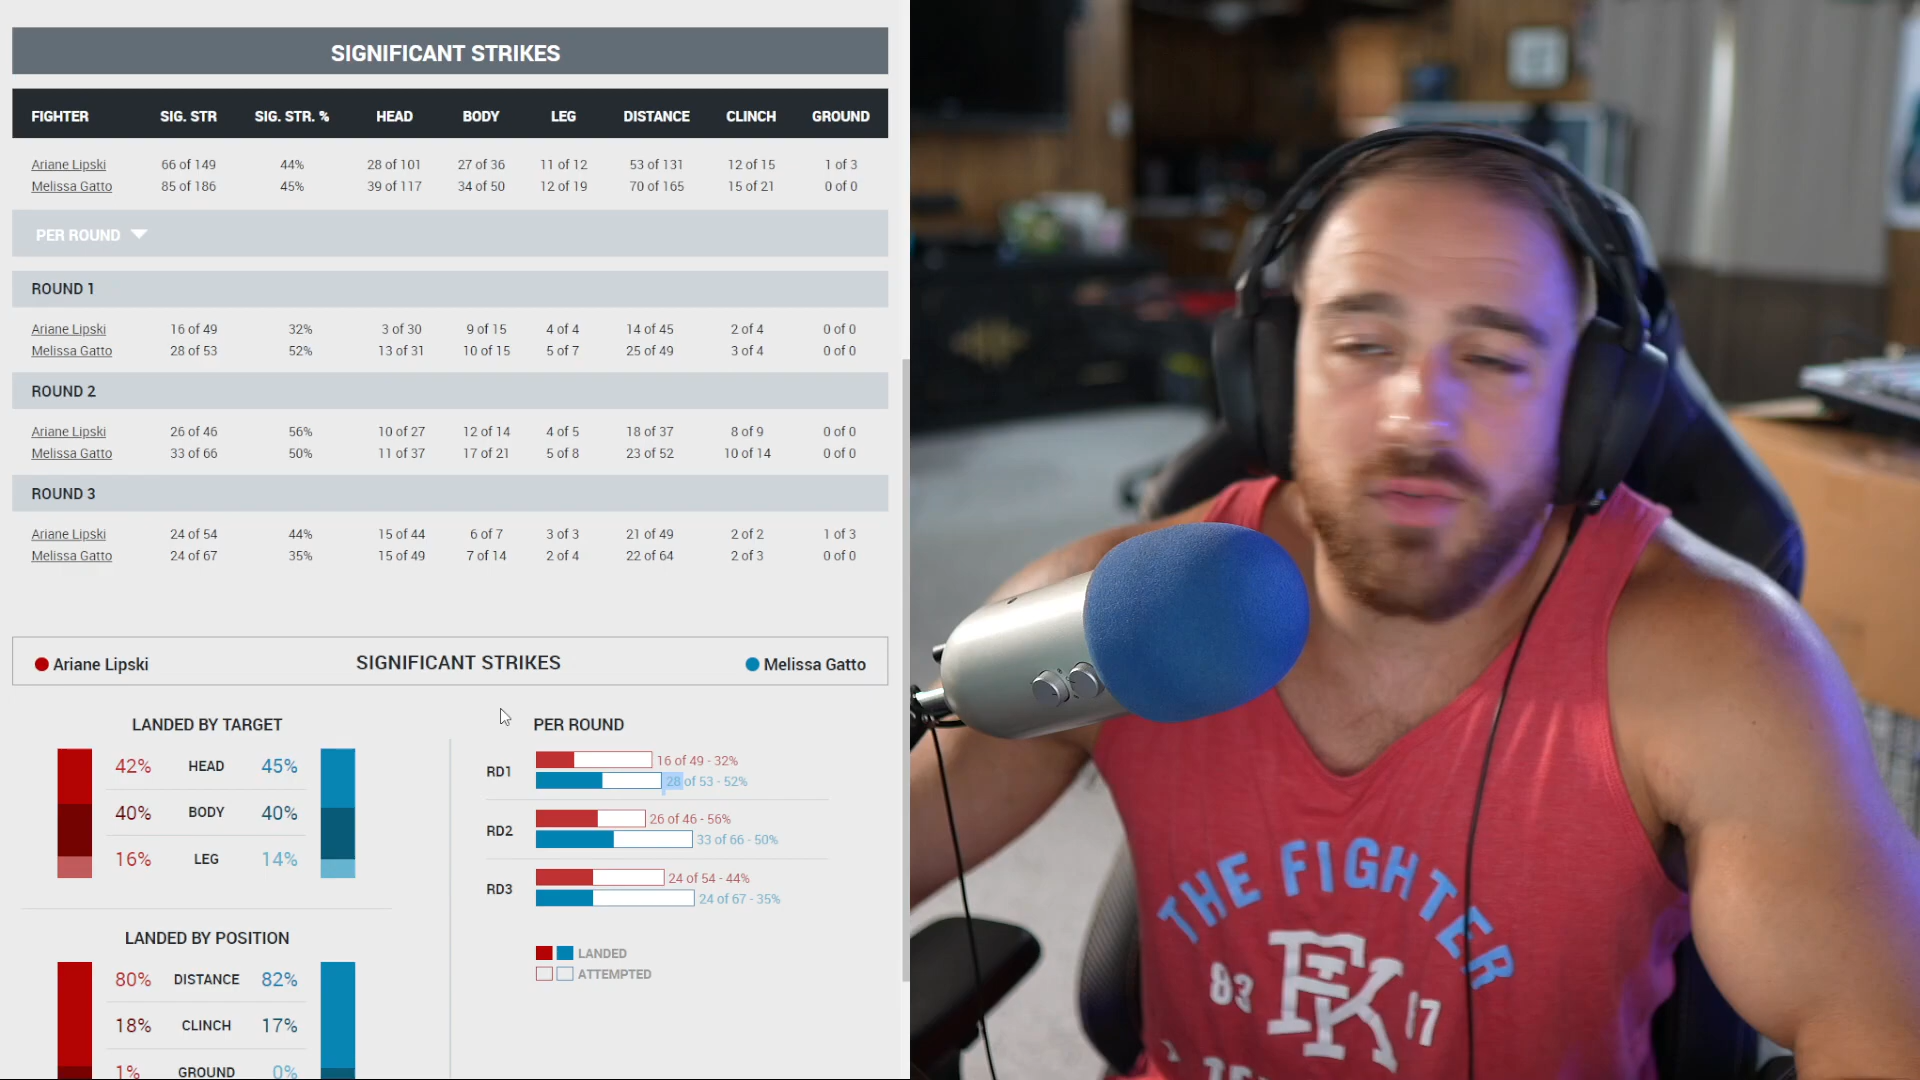 SIGNIFICANT STRIKES
FIGHTER SIG. STR SIG. STR. % HEAD BODY LEG DISTANCE CLINCH GROUND
Ariane Lipski 66 of 149 44% 28 of 101 27 of 36 11 of 12 53 of 131 12 of 15 1 of 3
Melissa Gatto 85 of 186 45% 39 of 117 34 of 50 12 of 19 70 of 165 15 of 21 0 of 0
PER ROUND
ROUND 1
Ariane Lipski 16 of 49 32% 3 of 30 9 of 15 4 of 4 14 of 45 2 of 4 0 of 0
Melissa Gatto 28 of 53 52% 13 of 31 10 of 15 5 of 7 25 of 49 3 of 4 0 of 0
ROUND 2
Ariane Lipski 26 of 46 56% 10 of 27 12 of 14 4 of 5 18 of 37 8 of 9 0 of 0
Melissa Gatto 33 of 66 50% 11 of 37 17 of 21 5 of 8 23 of 52 10 of 14 0 of 0
ROUND 3
Ariane Lipski 24 of 54 44% 15 of 44 6 of 7 3 of 3 21 of 49 2 of 2 1 of 3
Melissa Gatto 24 of 67 35% 15 of 49 7 of 14 2 of 4 22 of 64 2 of 3 0 of 0
Ariane Lipski SIGNIFICANT STRIKES Melissa Gatto
LANDED BY TARGET
42% HEAD 45%
40% BODY 40%
16% LEG 14%
LANDED BY POSITION
80% DISTANCE 82%
18% CLINCH 17%
1% GROUND 0%
PER ROUND
RD1 16 of 49 - 32%
28 of 53 - 52%
RD2 26 of 46 - 56%
33 of 66 - 50%
RD3 24 of 54 - 44%
24 of 67 - 35%
LANDED
ATTEMPTED
THE FIGHTER
83 FK 17